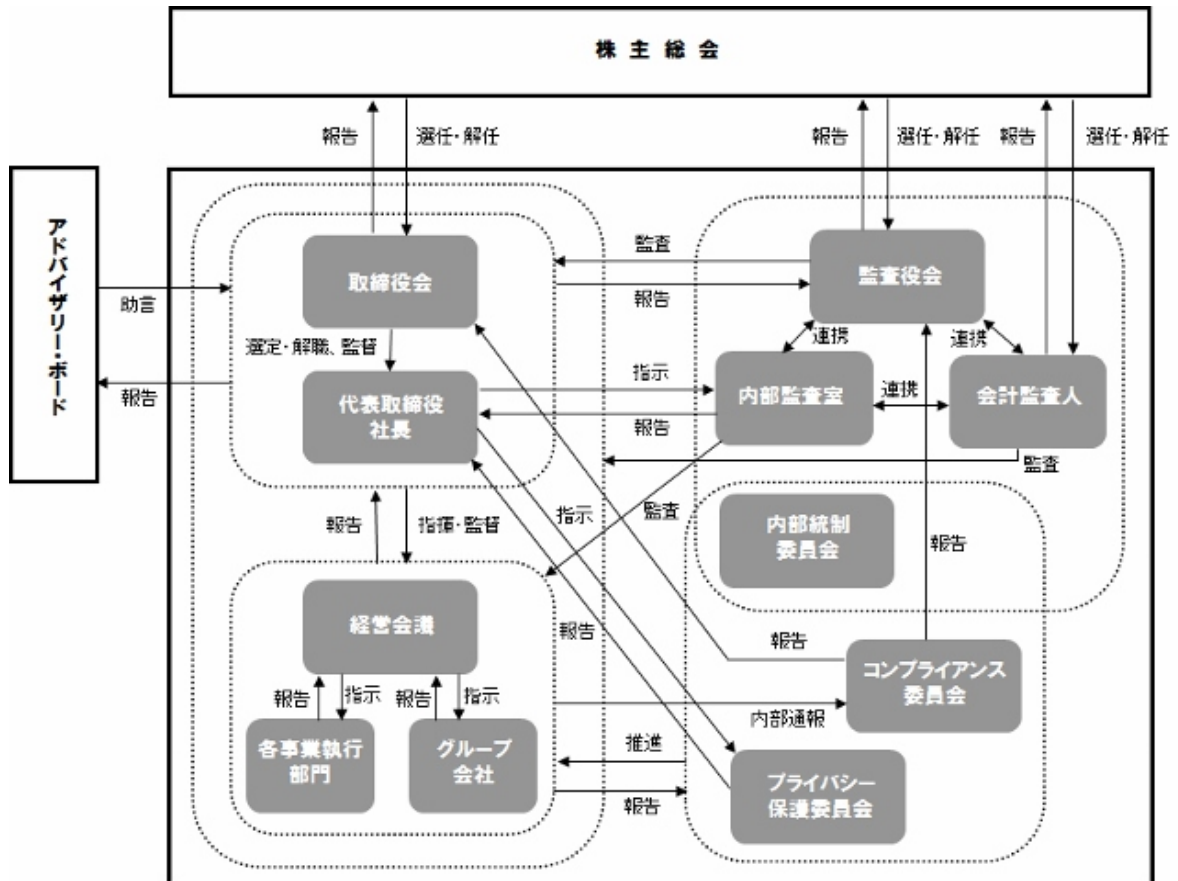 株主総会
報告
選任・解任
報告
選任・解任
報告
選任・解任
アドバイザリー・ボード
助言
報告
取締役会
選定・解職、監督
代表取締役
社長
監査
報告
監査役会
連携
連携
指示
報告
内部監査室
連携
会計監査人
監査
報告
指揮・監督
指示
監査
内部統制
委員会
報告
経営会議
報告
報告
指示
報告
指示
各事業執行
部門
グループ
会社
コンプライアンス
委員会
内部通報
推進
報告
プライバシー
保護委員会